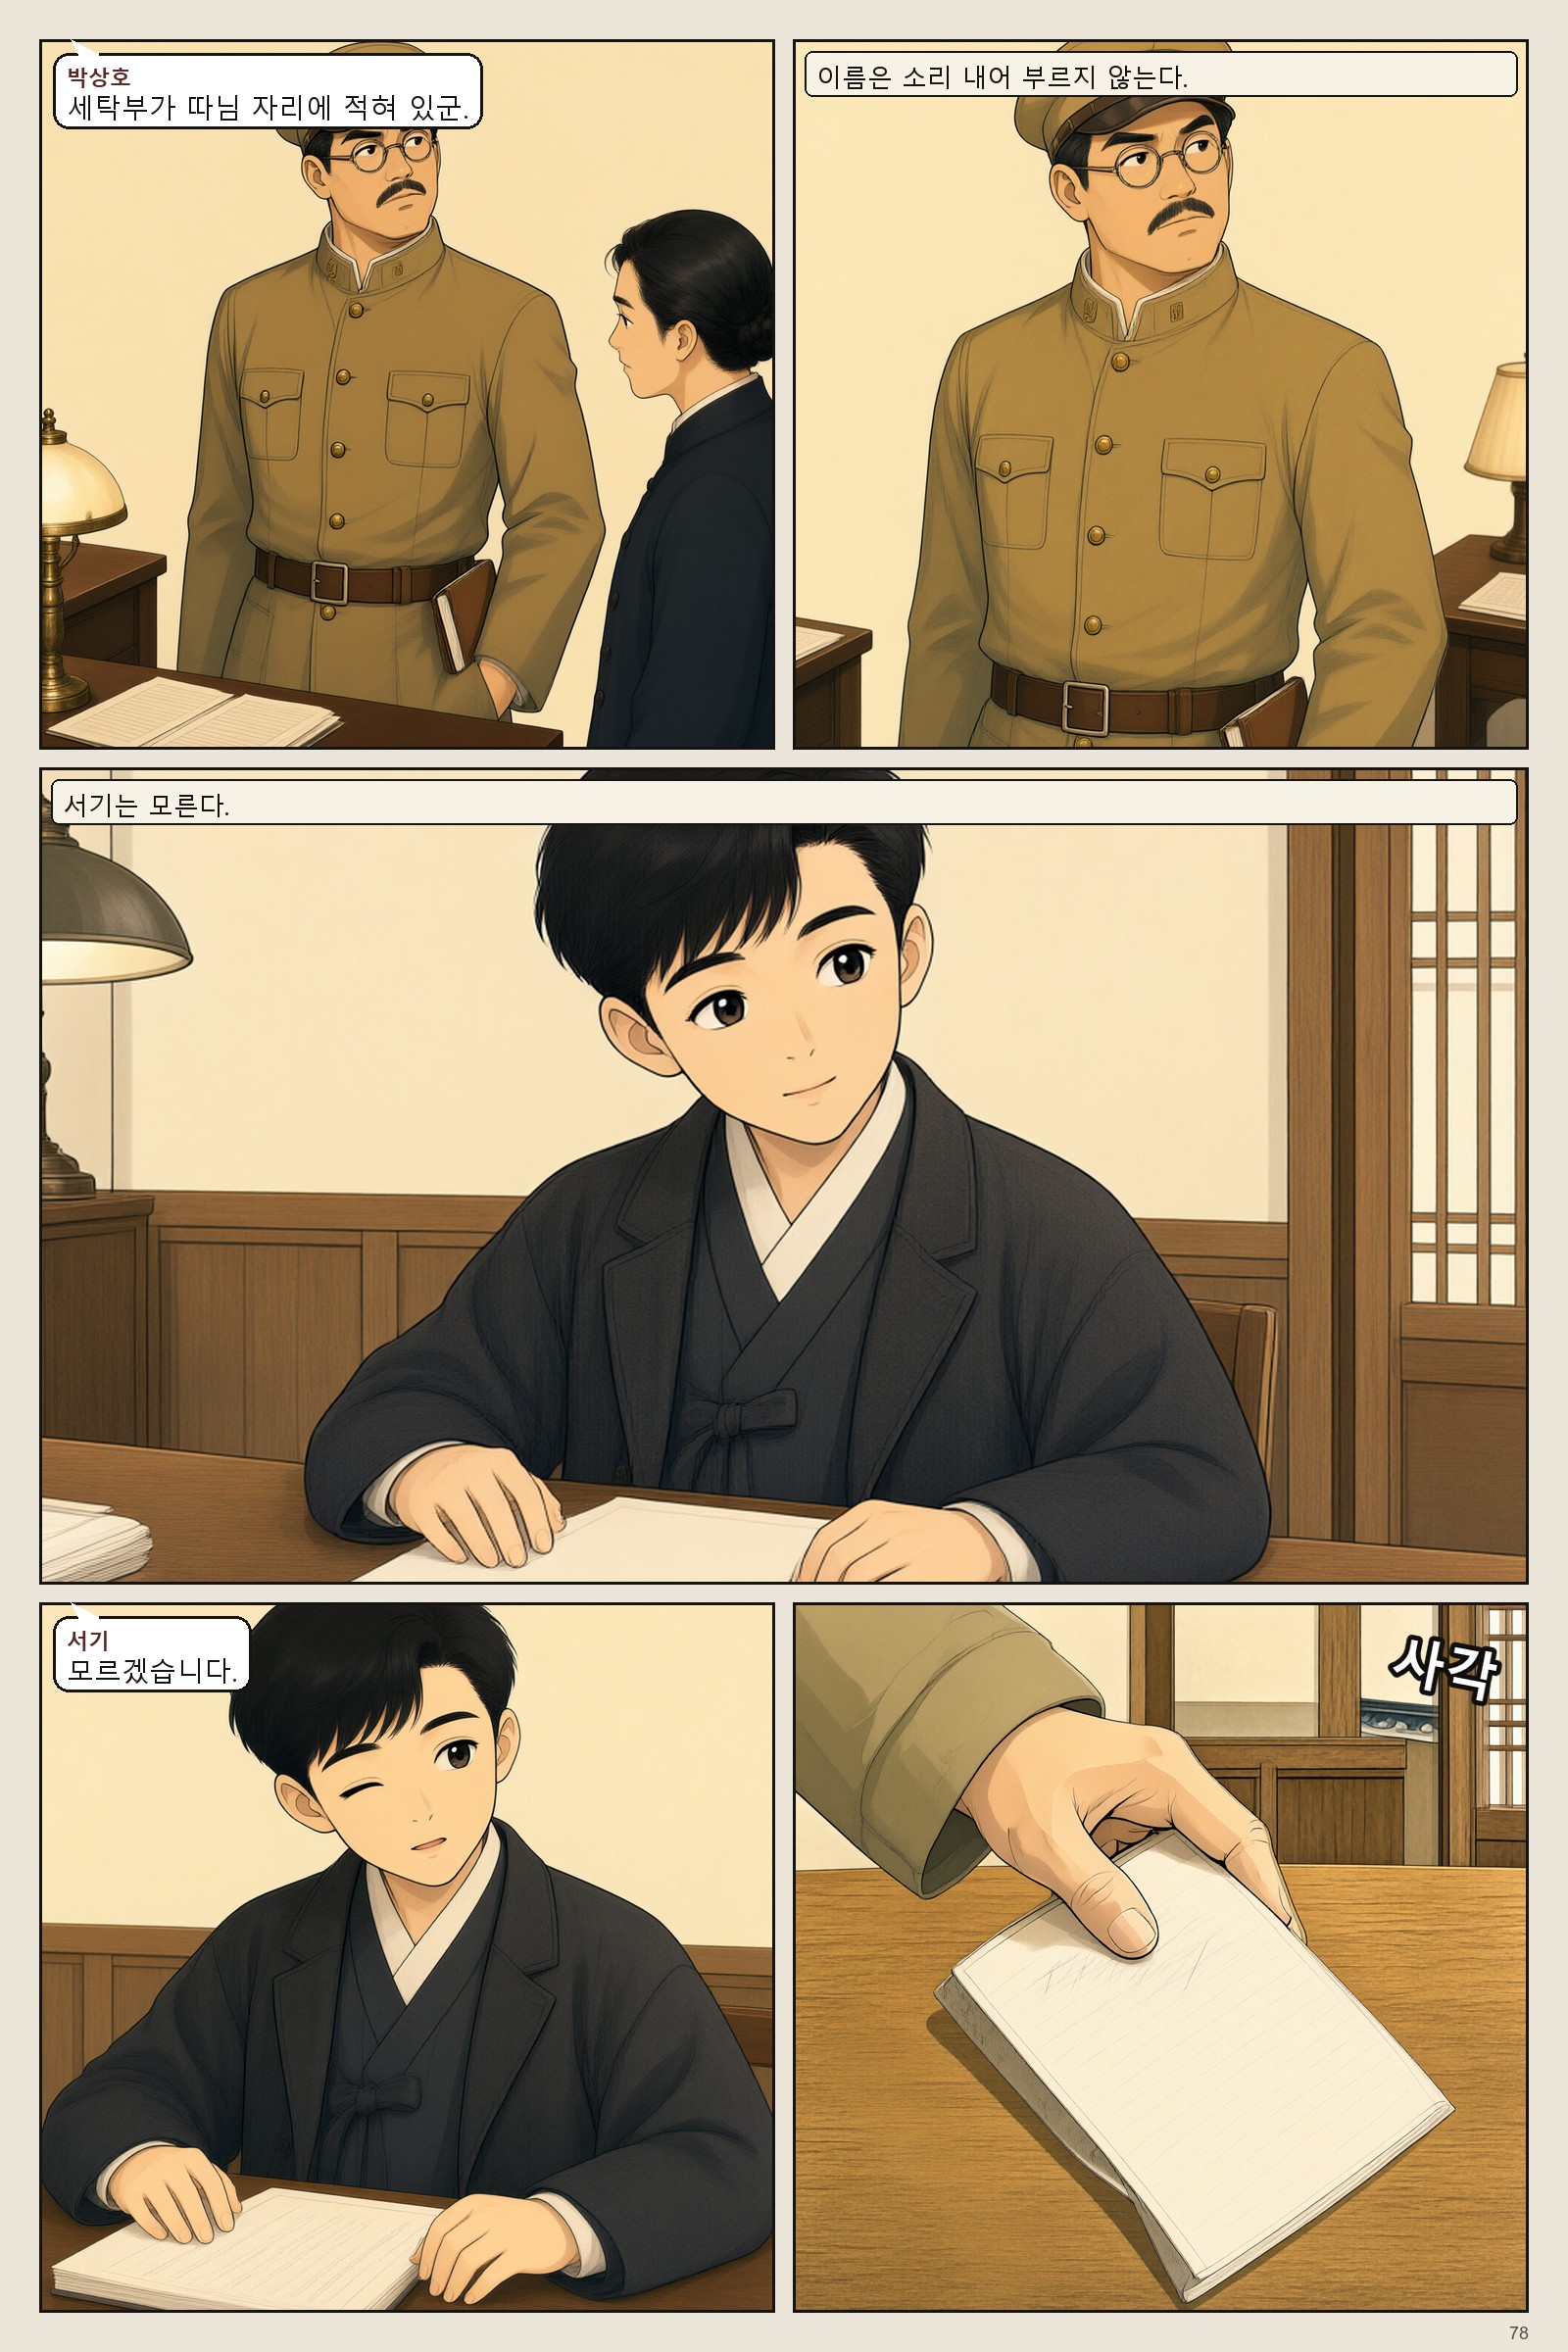 박상호
세탁부가 따님 자리에 적혀 있군.
이름은 소리 내어 부르지 않는다.
서기는 모른다.
서기
모르겠습니다.
사각
78